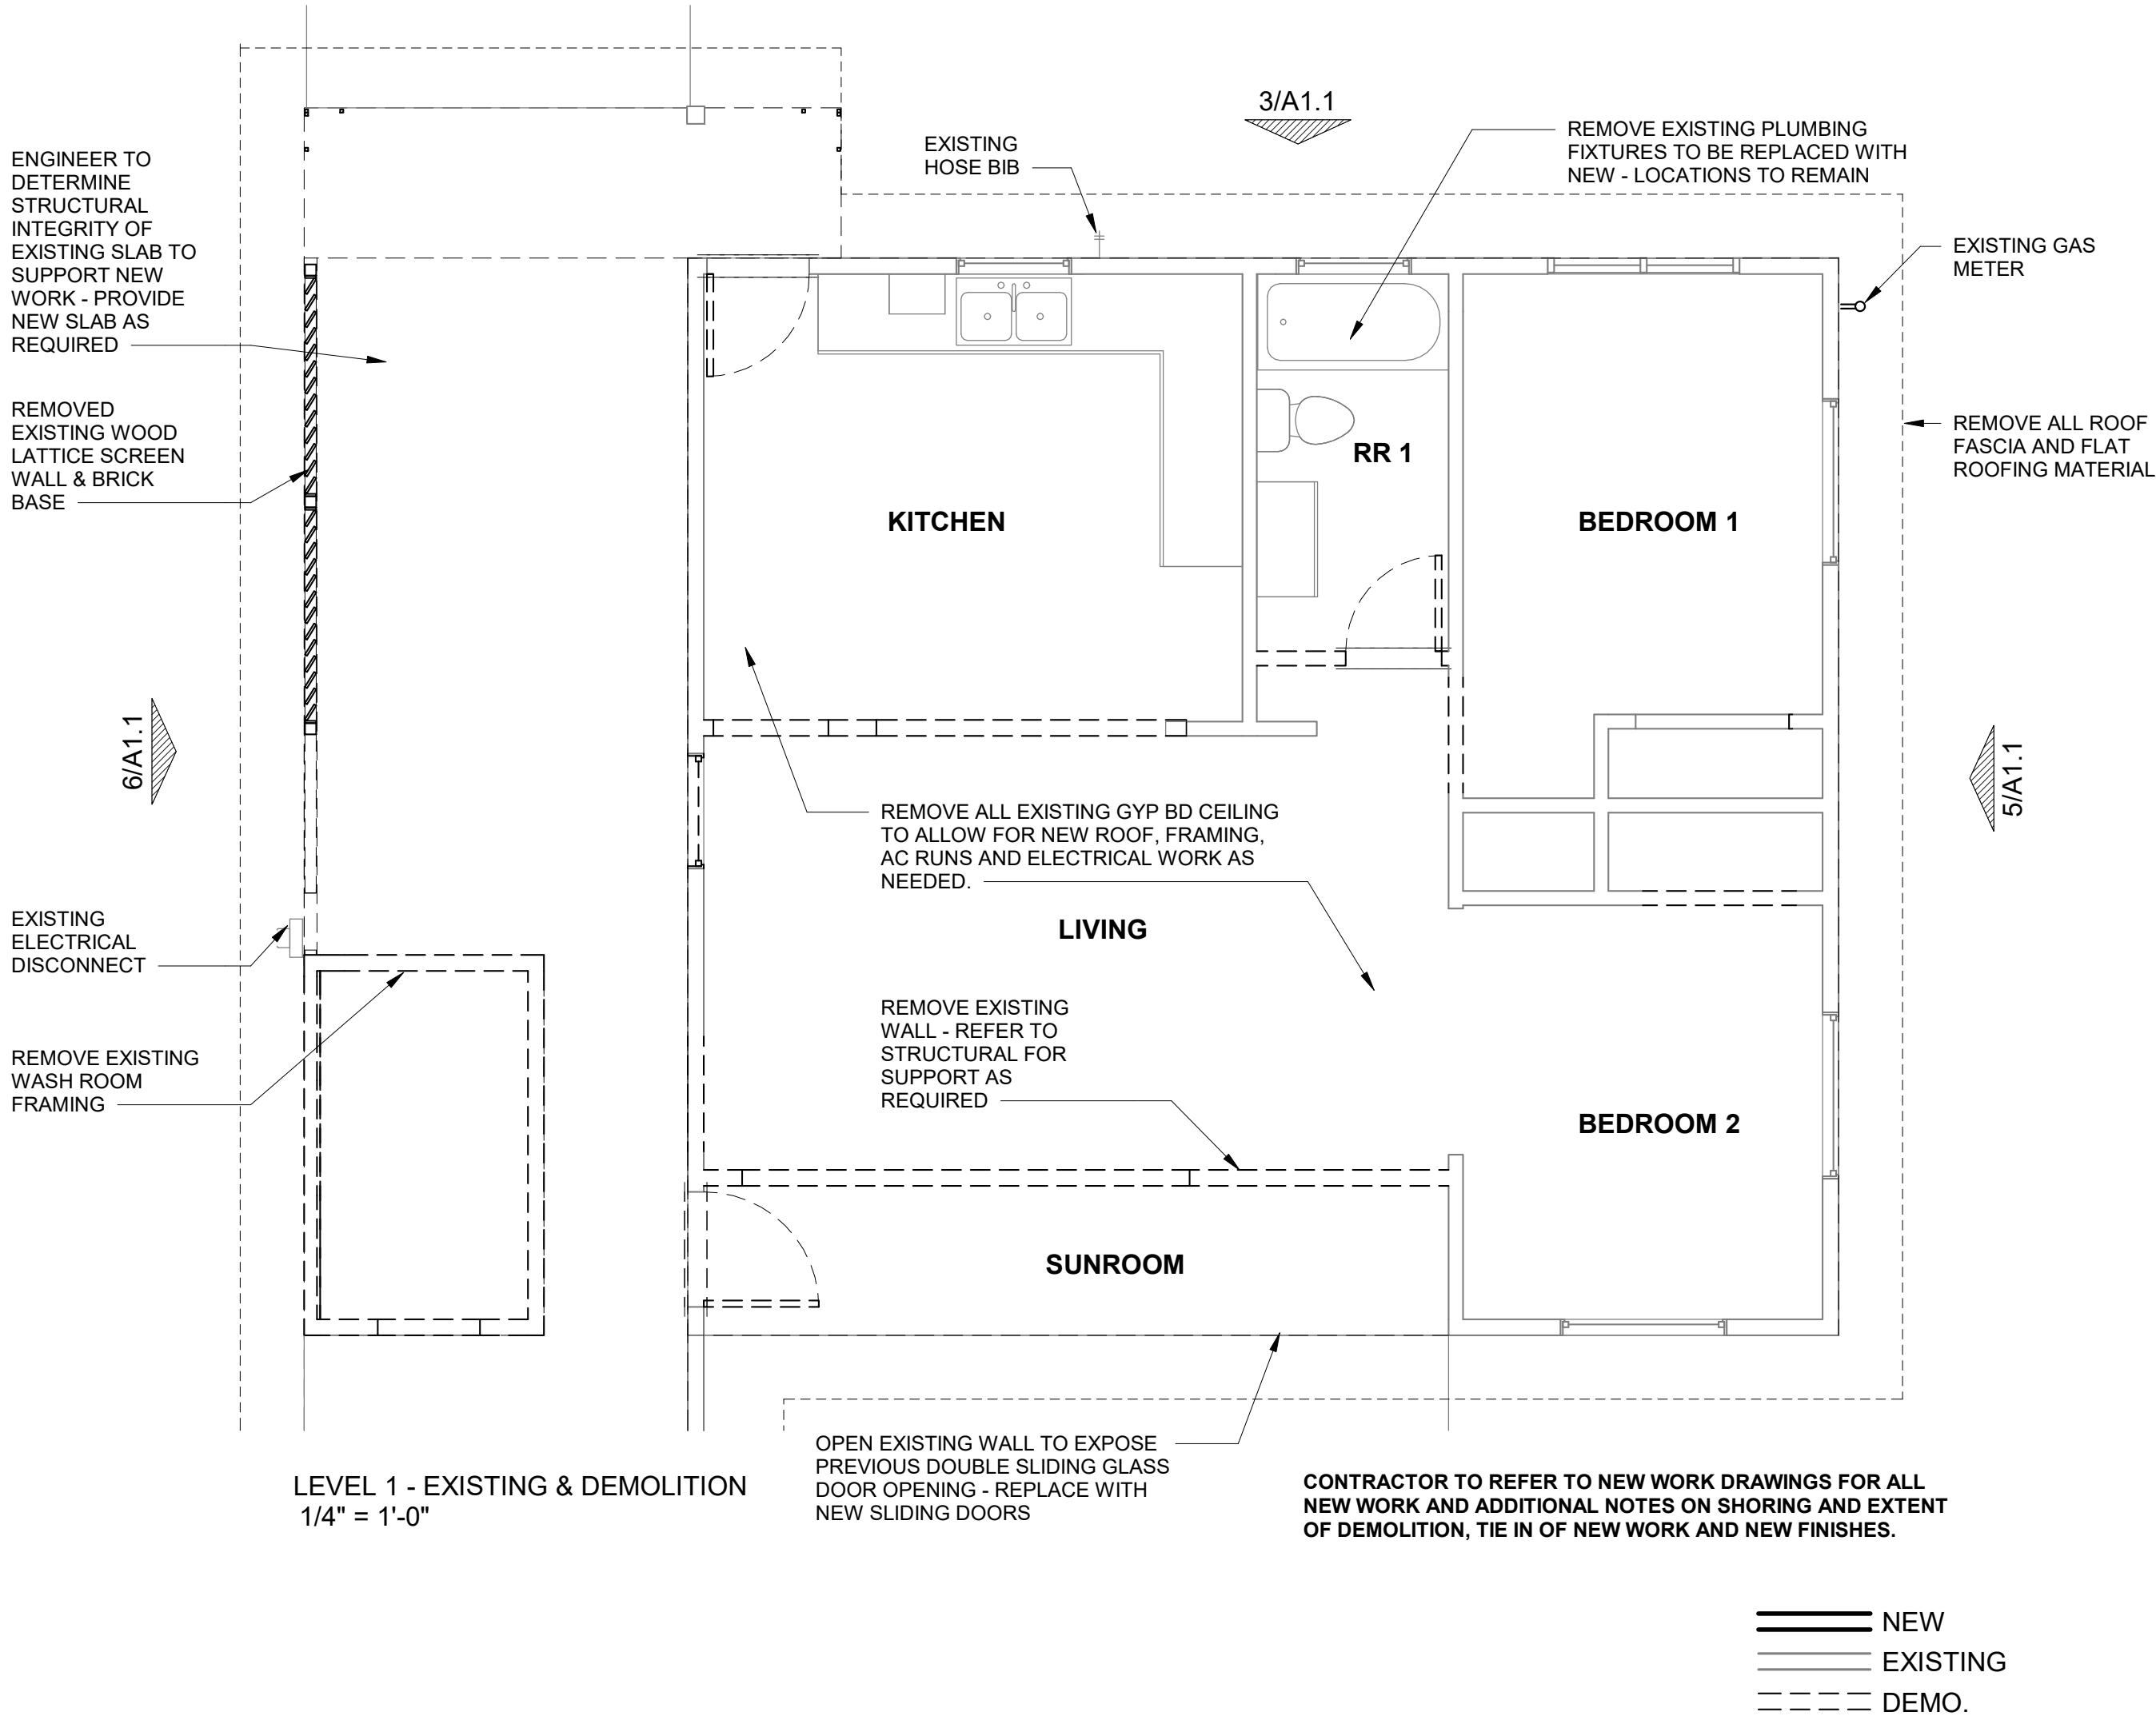 3/A1.1
EXISTING
HOSE BIB
REMOVE EXISTING PLUMBING
FIXTURES TO BE REPLACED WITH
NEW - LOCATIONS TO REMAIN
ENGINEER TO
DETERMINE
STRUCTURAL
INTEGRITY OF
EXISTING SLAB TO
SUPPORT NEW
WORK - PROVIDE
NEW SLAB AS
REQUIRED
EXISTING GAS
METER
REMOVED
EXISTING WOOD
LATTICE SCREEN
WALL & BRICK
BASE
REMOVE ALL ROOF
FASCIA AND FLAT
ROOFING MATERIAL
RR 1
KITCHEN
BEDROOM 1
6/A1.1
5/A1.1
REMOVE ALL EXISTING GYP BD CEILING
TO ALLOW FOR NEW ROOF, FRAMING,
AC RUNS AND ELECTRICAL WORK AS
NEEDED.
EXISTING
ELECTRICAL
DISCONNECT
LIVING
REMOVE EXISTING
WALL - REFER TO
STRUCTURAL FOR
SUPPORT AS
REQUIRED
REMOVE EXISTING
WASH ROOM
FRAMING
BEDROOM 2
SUNROOM
OPEN EXISTING WALL TO EXPOSE
PREVIOUS DOUBLE SLIDING GLASS
DOOR OPENING - REPLACE WITH
NEW SLIDING DOORS
LEVEL 1 - EXISTING & DEMOLITION
1/4" = 1'-0"
CONTRACTOR TO REFER TO NEW WORK DRAWINGS FOR ALL
NEW WORK AND ADDITIONAL NOTES ON SHORING AND EXTENT
OF DEMOLITION, TIE IN OF NEW WORK AND NEW FINISHES.
NEW
EXISTING
DEMO.